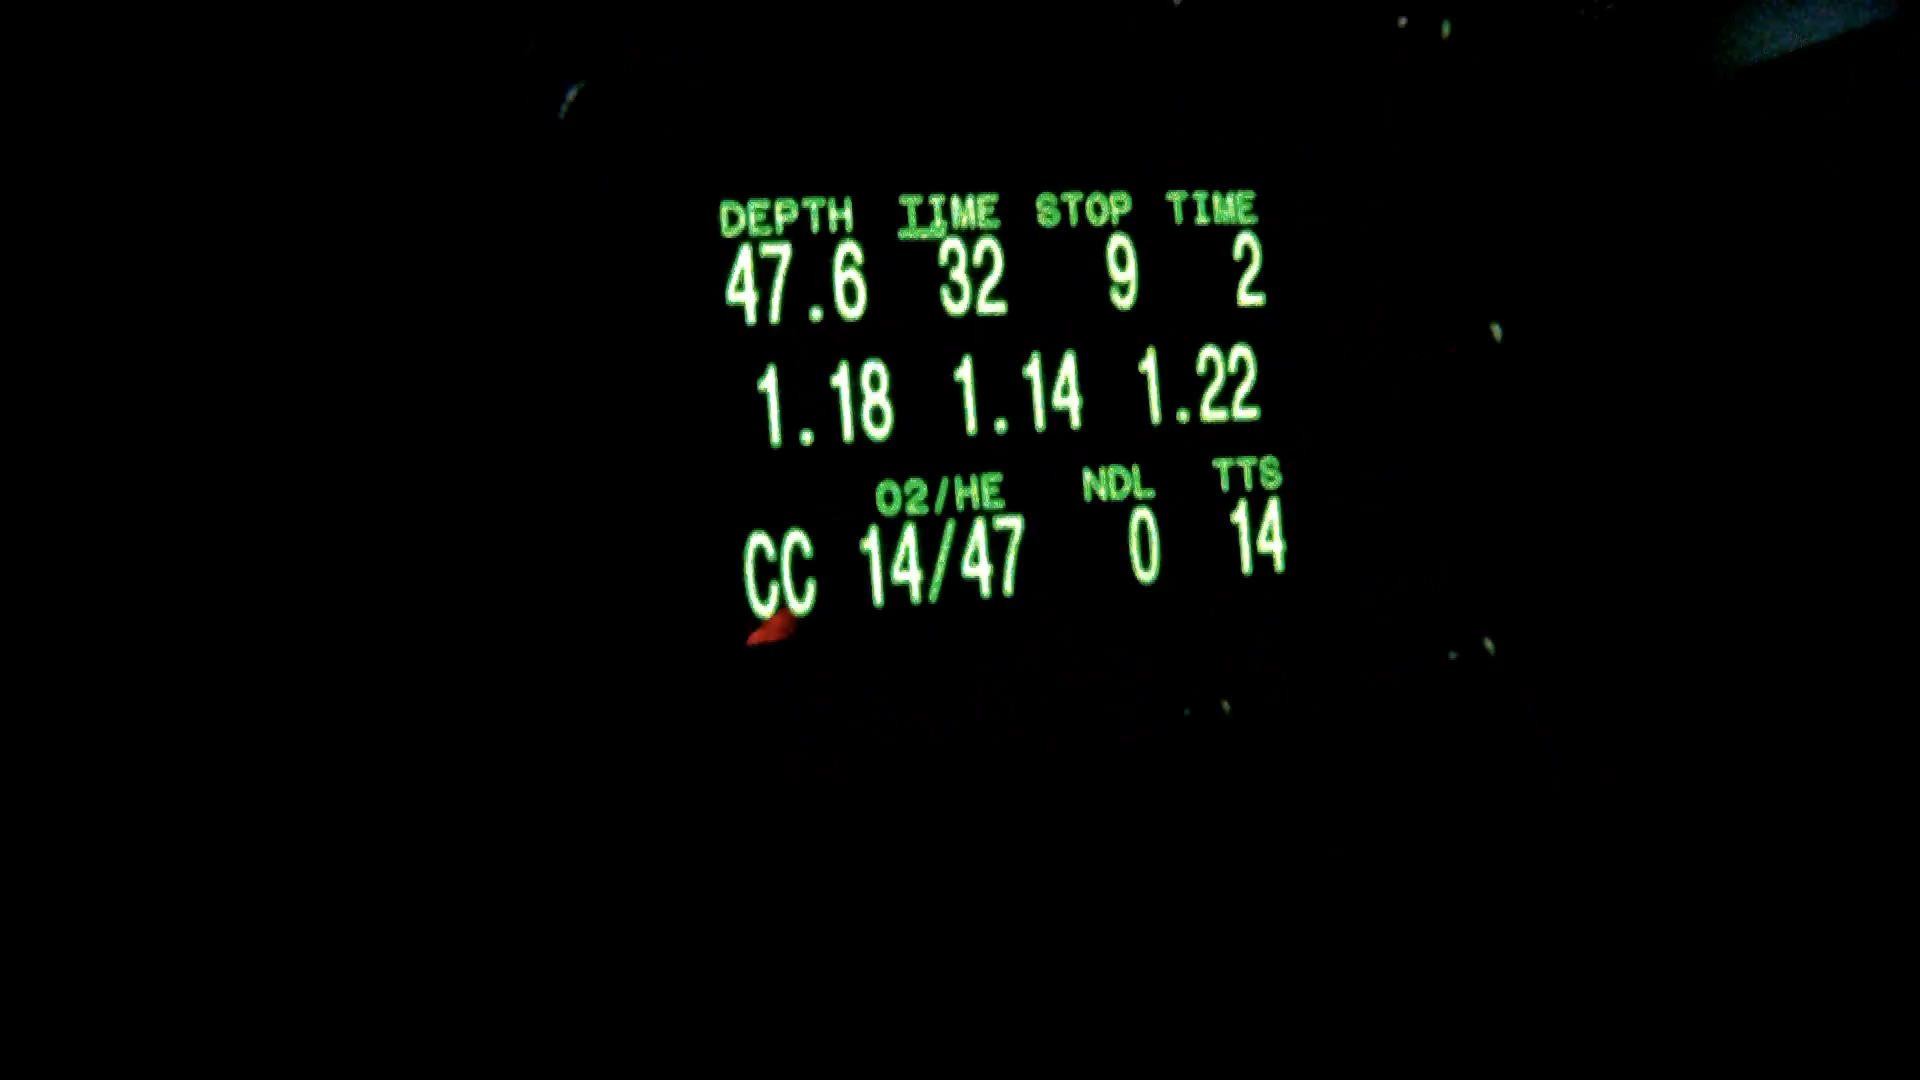 DEPTH TIME STOP TIME
47.6 32 9 2
1.18 1.14 1.22
O2/HE NDL TTS
CC 14/47 0 14